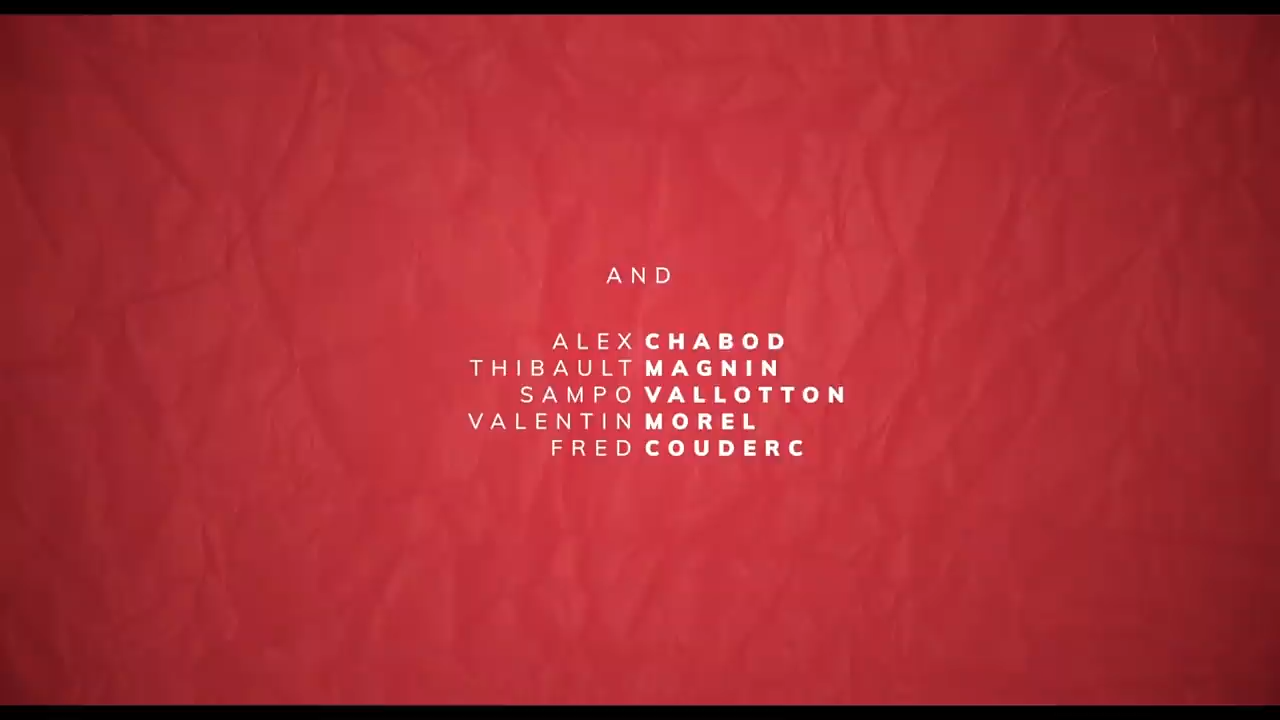 AND
ALEX CHABOD
THIBAULT MAGNIN
SAMPO VALLOTTON
VALENTIN MOREL
FRED COUDERC